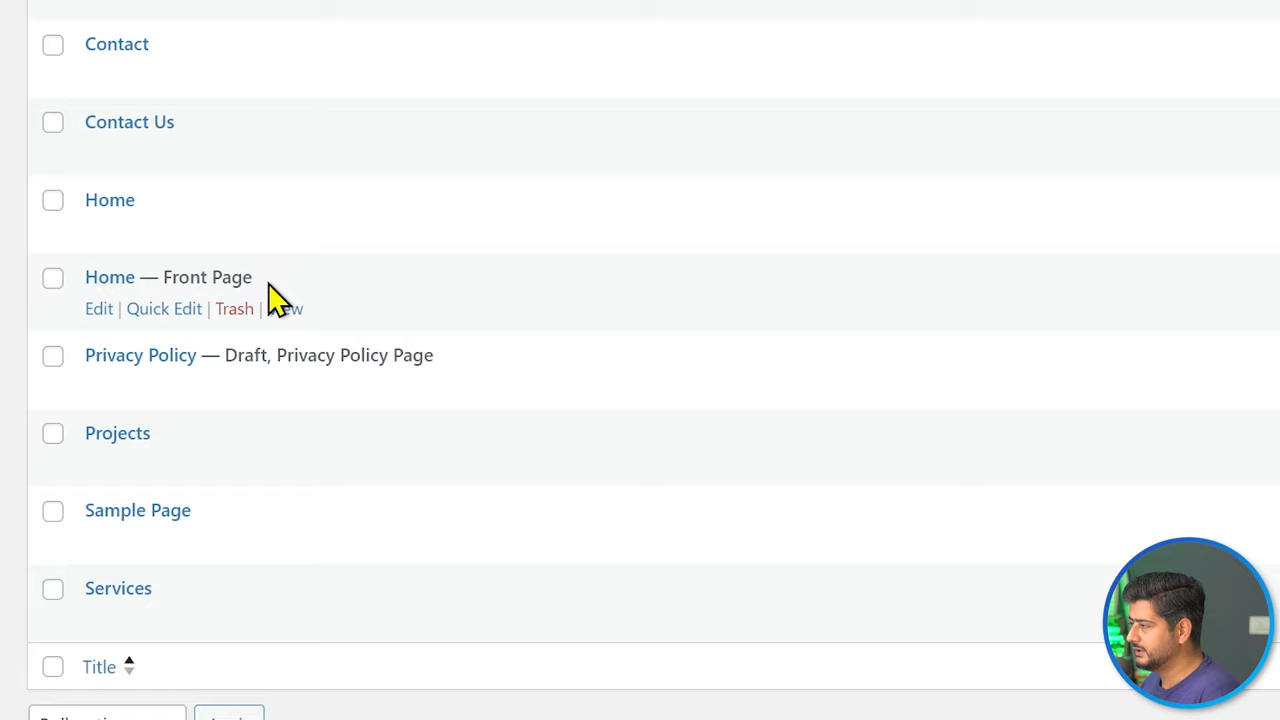 Contact
Contact Us
Home
Home — Front Page
Edit | Quick Edit | Trash |
Privacy Policy — Draft, Privacy Policy Page
Projects
Sample Page
Services
Title